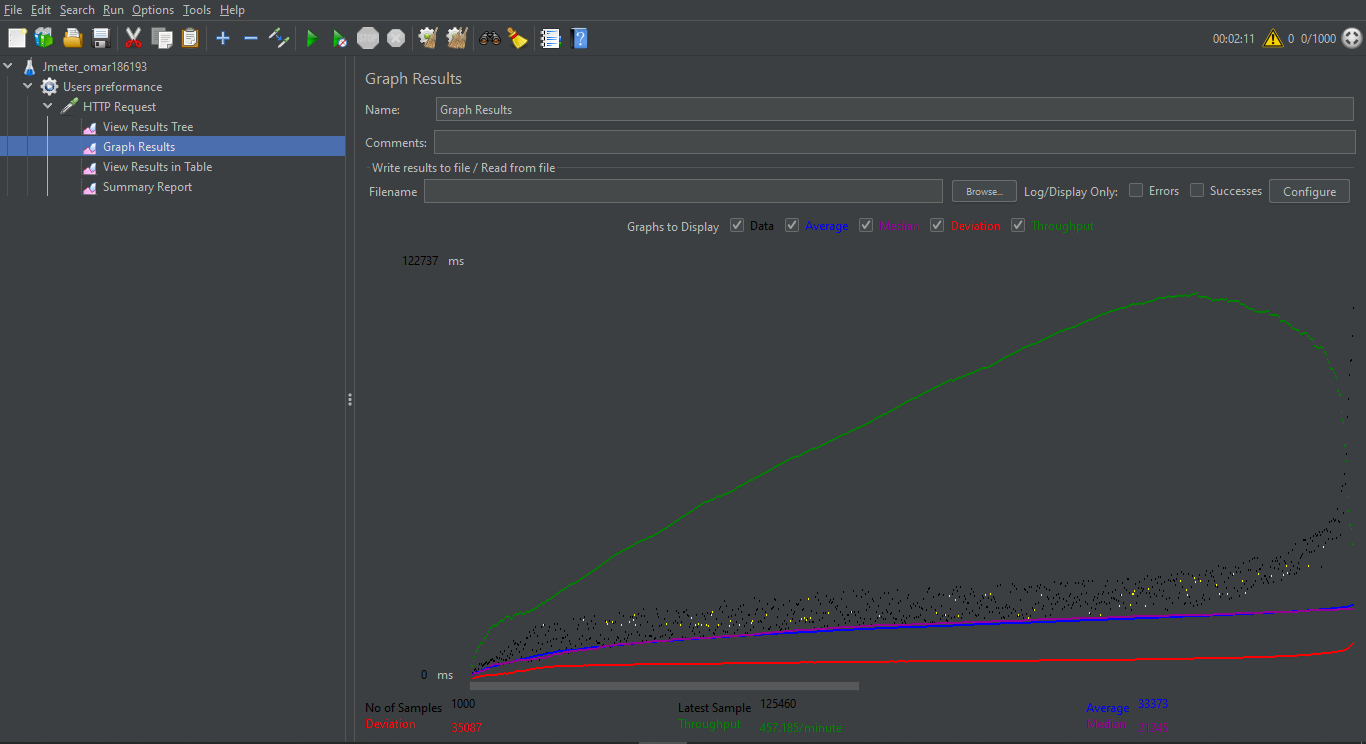 File Edit Search Run Options Tools Help
STOP
00:02:11 0 0/1000
Jmeter_omar186193
Users preformance
HTTP Request
View Results Tree
Graph Results
View Results in Table
Summary Report
Graph Results
Name: Graph Results
Comments:
Write results to file / Read from file
Filename Browse... Log/Display Only: Errors Successes Configure
Graphs to Display Data Average Median Deviation Throughput
122737 ms
0 ms
No of Samples 1000 Latest Sample 125460 Average 33373
Deviation 35087 Throughput 457.185/minute Median